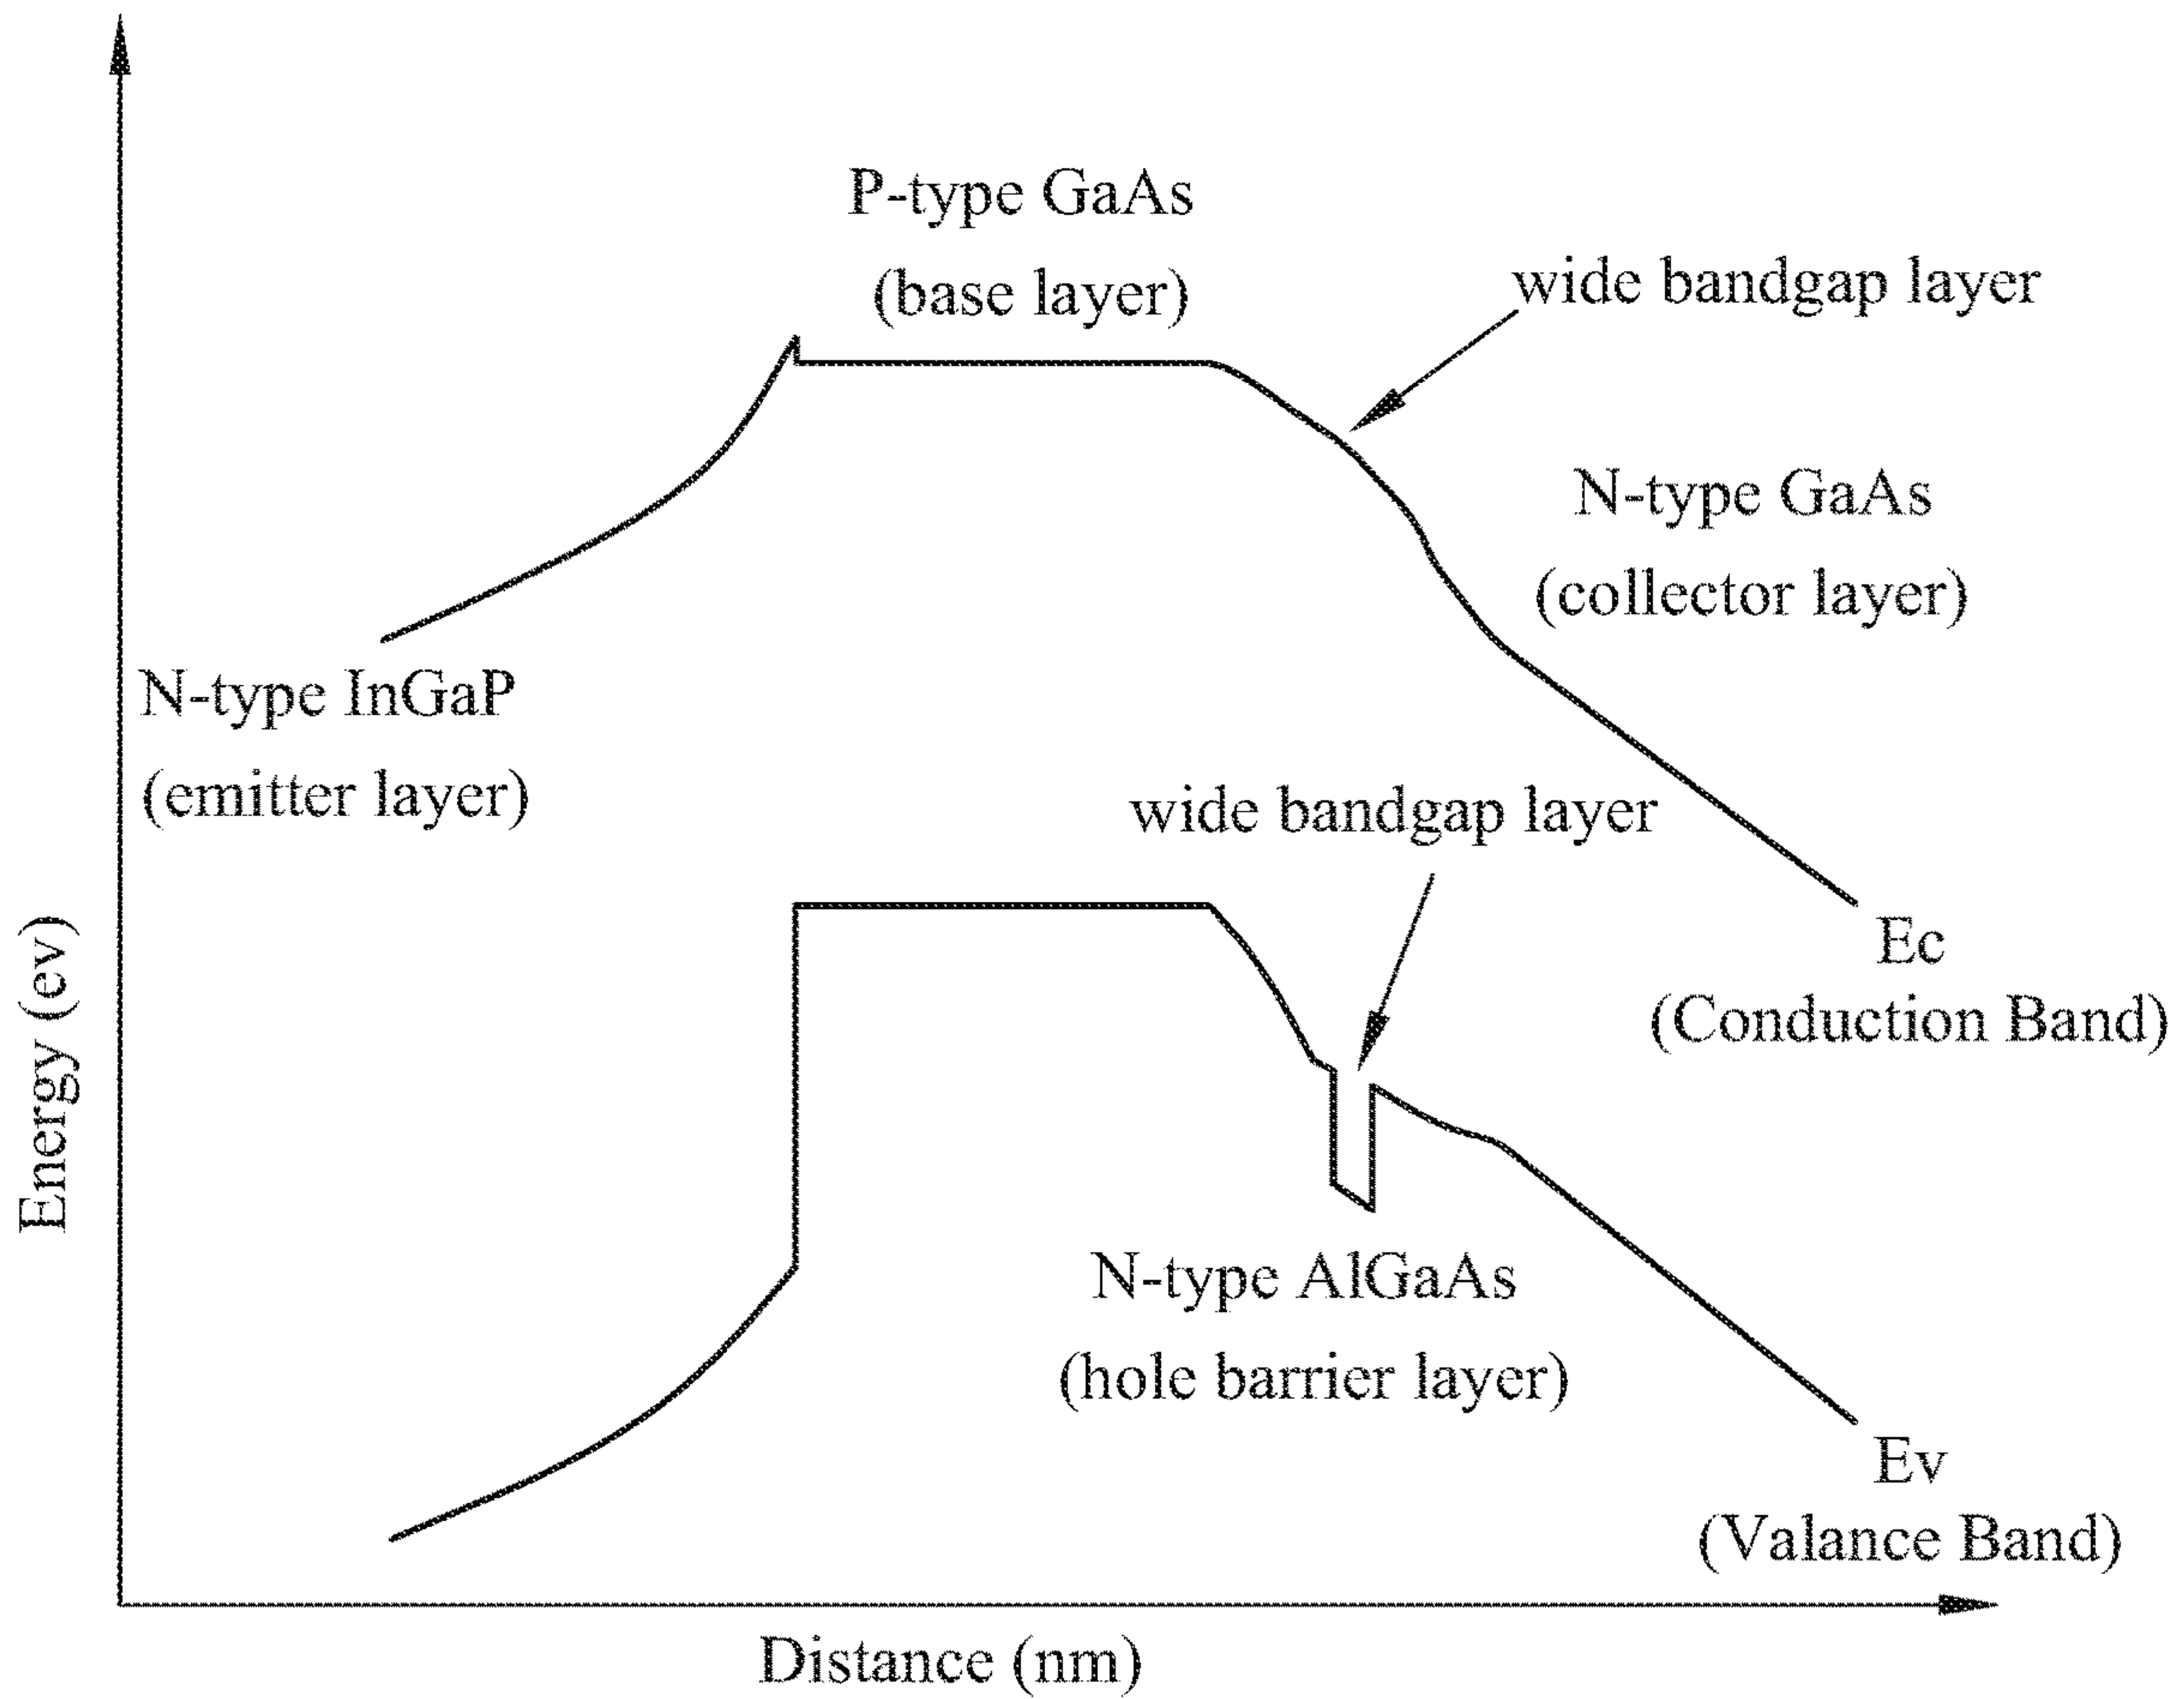 P-type GaAs
(base layer)
wide bandgap layer
N-type GaAs
(collector layer)
N-type InGaP
(emitter layer)
wide bandgap layer
Ec
(Conduction Band)
Energy (ev)
N-type AlGaAs
(hole barrier layer)
Ev
(Valance Band)
Distance (nm)